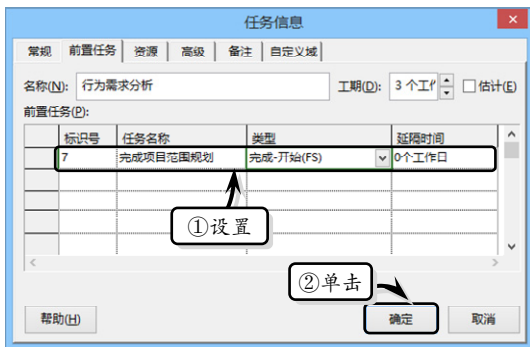 任务信息
常规 前置任务 资源 高级 备注 自定义域
名称(N): 行为需求分析 工期(D): 3 个工作 估计(E)
前置任务(P):
标识号 任务名称 类型 延隔时间
7 完成项目范围规划 完成-开始(FS) 0个工作日
①设置
②单击
帮助(H) 确定 取消